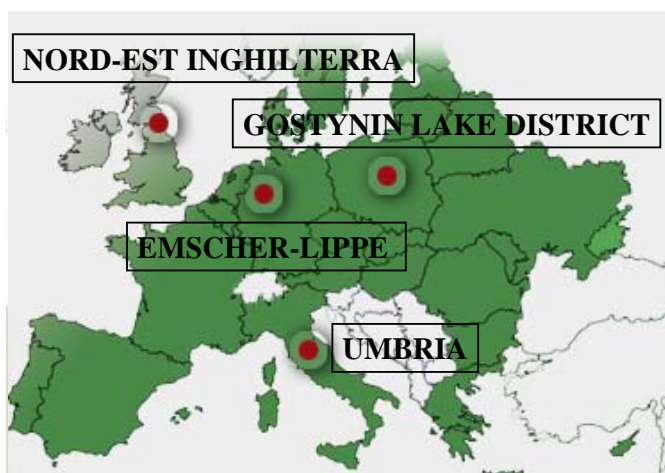 NORD-EST INGHILTERRA
GOSTYNIN LAKE DISTRICT
EMSCHER-LIPPE
UMBRIA